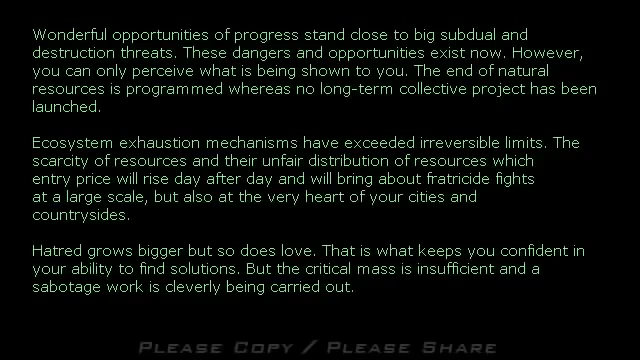 Wonderful opportunities of progress stand close to big subdual and
destruction threats. These dangers and opportunities exist now. However,
you can only perceive what is being shown to you. The end of natural
resources is programmed whereas no long-term collective project has been
launched.
Ecosystem exhaustion mechanisms have exceeded irreversible limits. The
scarcity of resources and their unfair distribution of resources which
entry price will rise day after day and will bring about fratricide fights
at a large scale, but also at the very heart of your cities and
countrysides.
Hatred grows bigger but so does love. That is what keeps you confident in
your ability to find solutions. But the critical mass is insufficient and a
sabotage work is cleverly being carried out.
Please Copy / Please Share